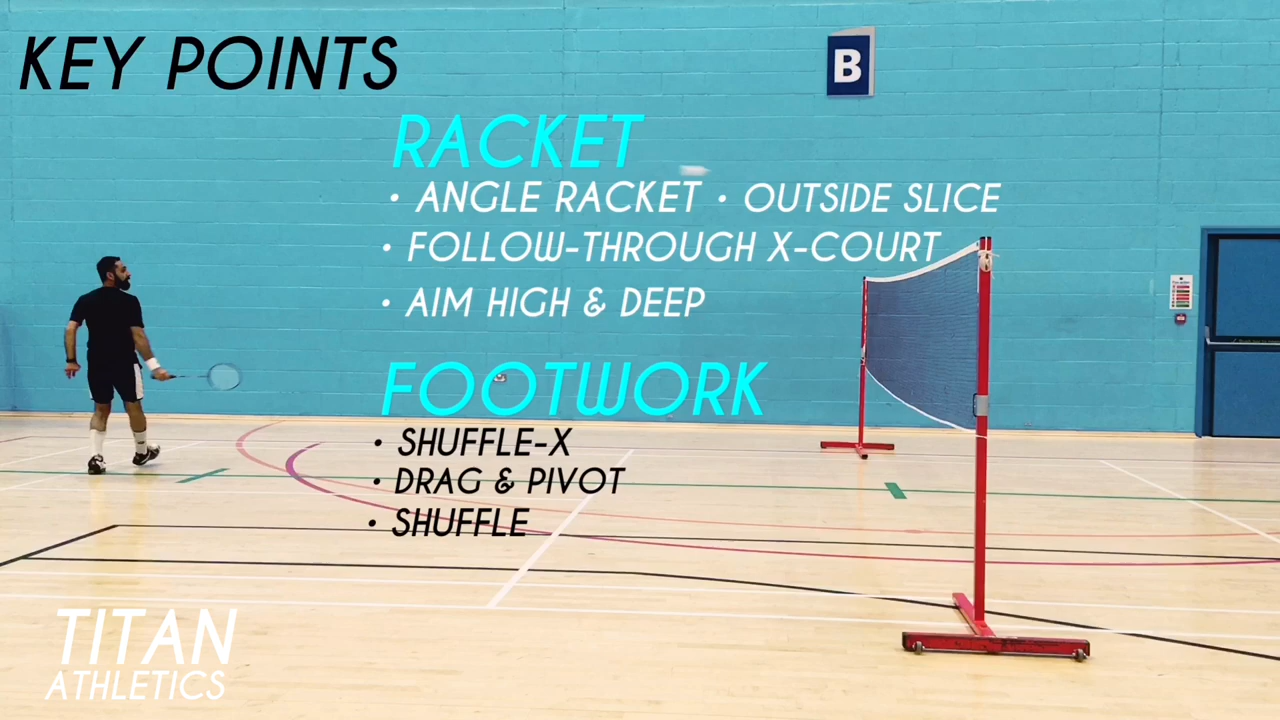 KEY POINTS
B
RACKET
• ANGLE RACKET • OUTSIDE SLICE
• FOLLOW-THROUGH X-COURT
• AIM HIGH & DEEP
FOOTWORK
• SHUFFLE-X
• DRAG & PIVOT
• SHUFFLE
TITAN
ATHLETICS